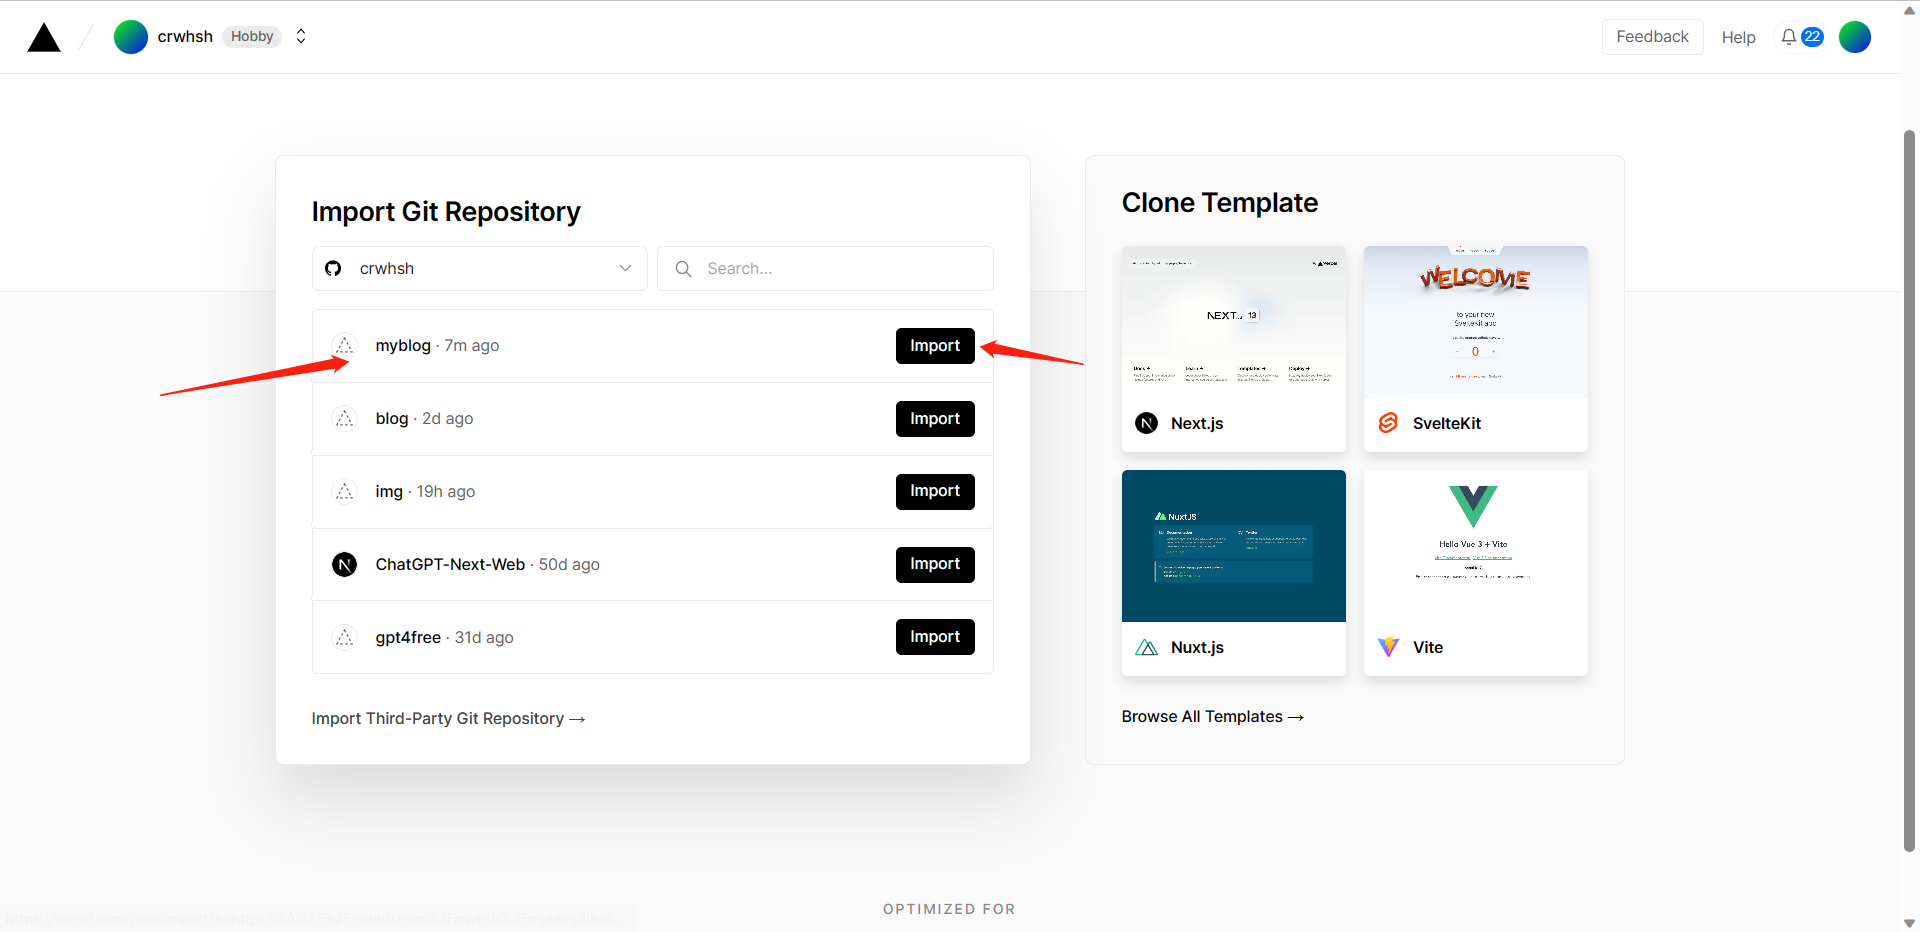 crwhsh Hobby
Feedback Help 22
Import Git Repository
crwhsh
Search...
myblog · 7m ago Import
blog · 2d ago Import
img · 19h ago Import
ChatGPT-Next-Web · 50d ago Import
gpt4free · 31d ago Import
Import Third-Party Git Repository →
Clone Template
NEXT.. 13
Next.js
WELCOME
to your new
SvelteKit app
0
SvelteKit
NuxtJS
Nuxt.js
Hello Vue 3 + Vite
Vite
Browse All Templates →
OPTIMIZED FOR